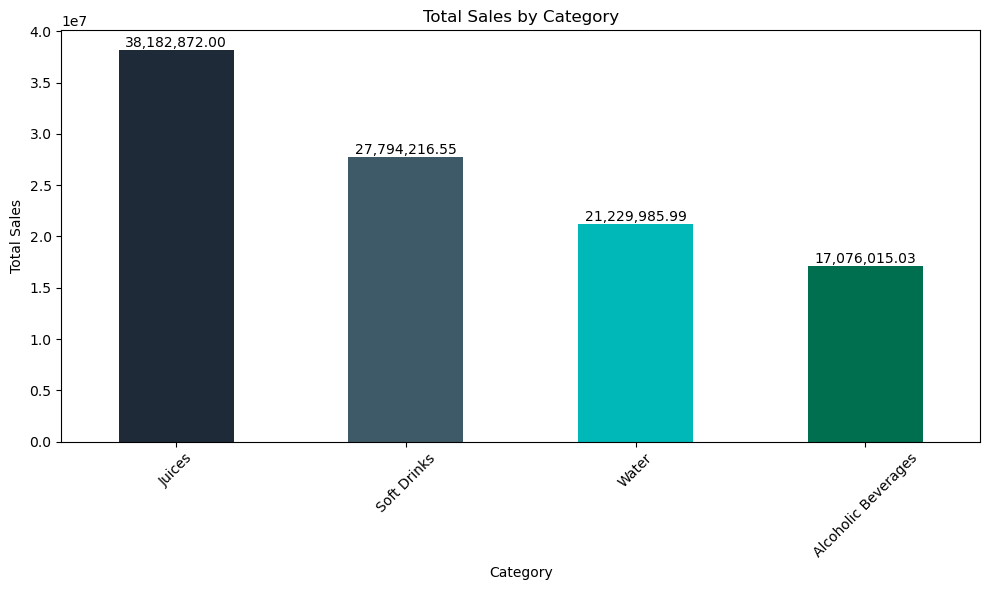 Total Sales by Category
1e7
4.0
3.5
3.0
2.5
2.0
1.5
1.0
0.5
0.0
Total Sales
38,182,872.00
27,794,216.55
21,229,985.99
17,076,015.03
Juices
Soft Drinks
Water
Alcoholic Beverages
Category